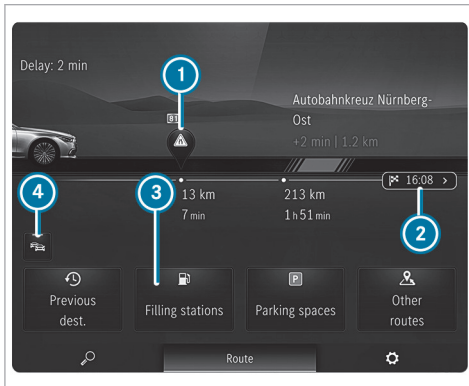 Delay: 2 min
1
81
Autobahnkreuz Nürnberg-
Ost
+2 min | 1.2 km
16:08 >
4
3
13 km
213 km
2
7 min
1 h 51 min
Previous
dest.
Filling stations
P
Parking spaces
Other
routes
Route